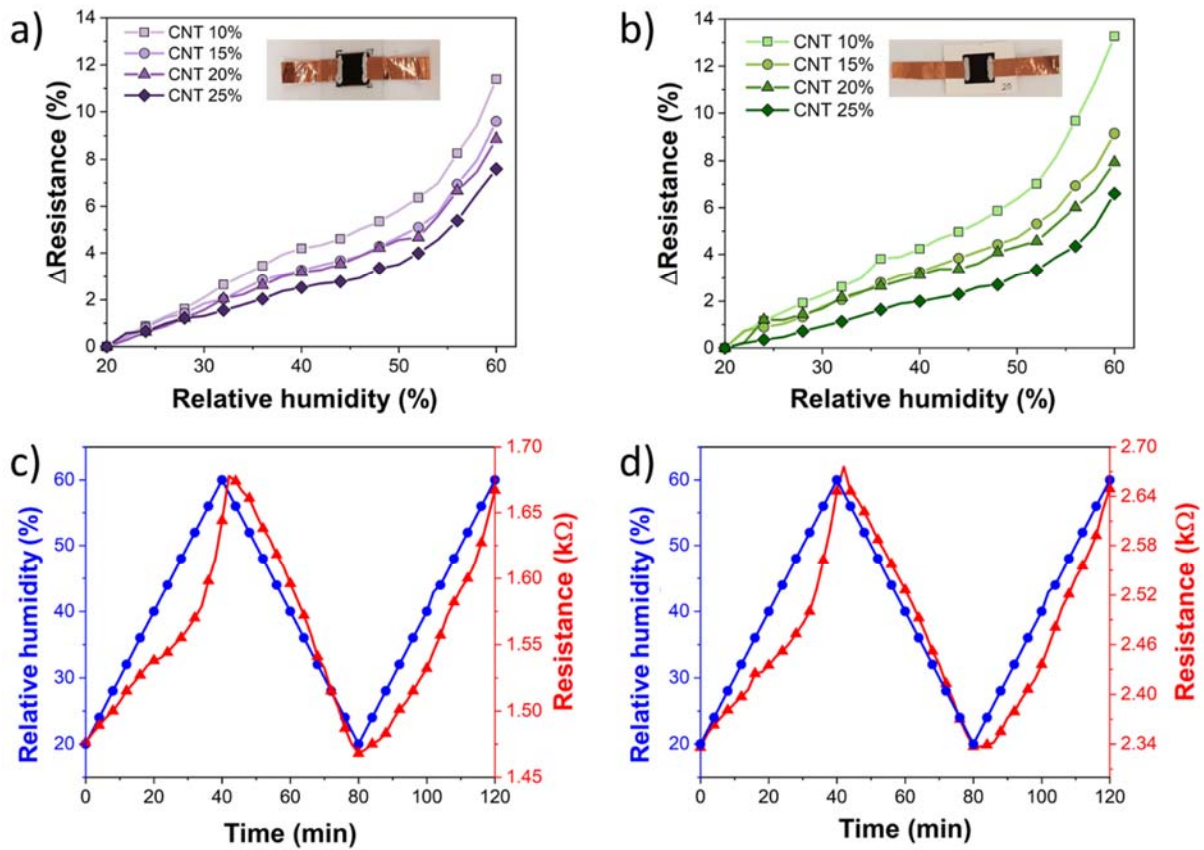 a)
ΔResistance (%)
14
12
10
8
6
4
2
0
CNT 10%
CNT 15%
CNT 20%
CNT 25%
20
30
40
50
60
Relative humidity (%)
b)
ΔResistance (%)
14
12
10
8
6
4
2
0
CNT 10%
CNT 15%
CNT 20%
CNT 25%
20
30
40
50
60
Relative humidity (%)
c)
Relative humidity (%)
60
50
40
30
20
1.70
1.65
1.60
1.55
1.50
1.45
Resistance (kΩ)
0
20
40
60
80
100
120
Time (min)
d)
Relative humidity (%)
60
50
40
30
20
2.70
2.64
2.58
2.52
2.46
2.40
2.34
Resistance (kΩ)
0
20
40
60
80
100
120
Time (min)